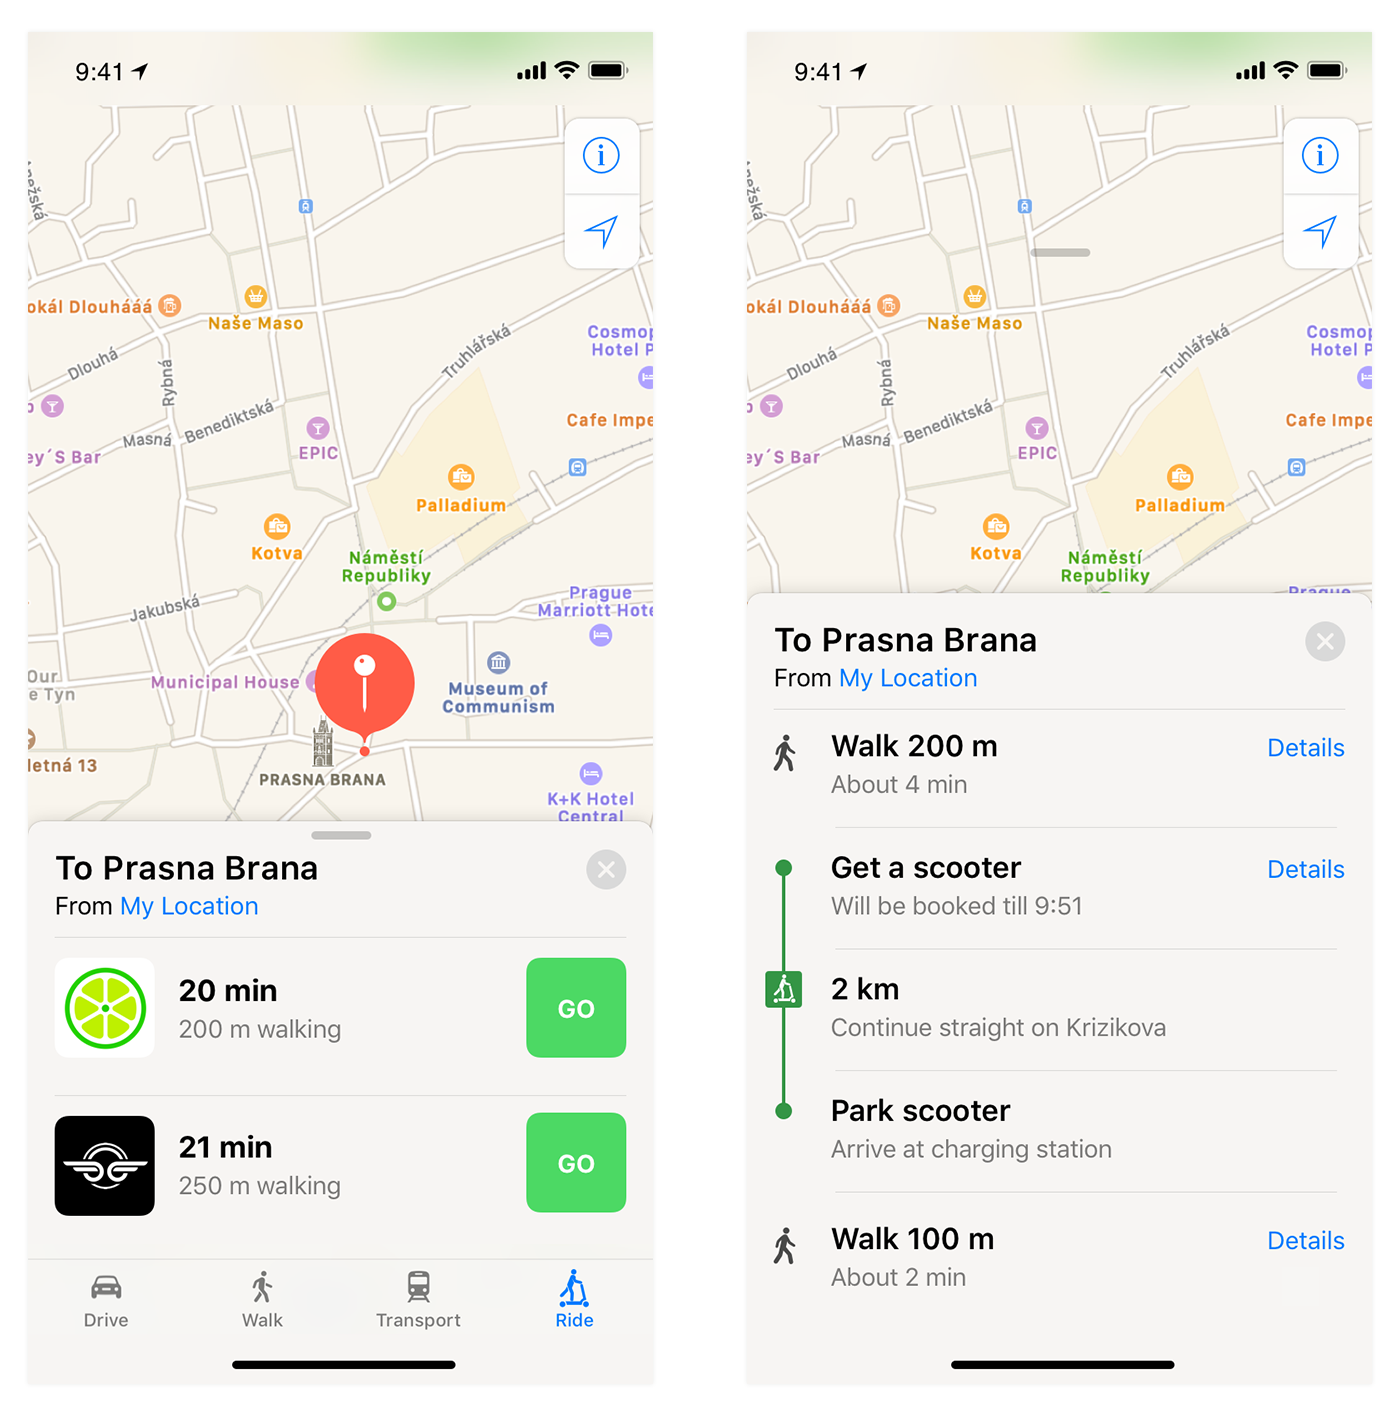 9:41
nežská
okál Dlouhááá
Naše Maso
Cosmop
Hotel P
Truhlářská
Dlouhá
Rybná
Benediktská
Masná
Cafe Impe
EPIC
ey´S Bar
Palladium
Kotva
Náměstí
Republiky
Prague
Marriott Hote
Jakubská
Our
e Tyn
Municipal House
Museum of
Communism
letná 13
PRASNA BRANA
K+K Hotel
Central
To Prasna Brana
From My Location
20 min
200 m walking
GO
21 min
250 m walking
GO
Drive
Walk
Transport
Ride
9:41
nežská
okál Dlouhááá
Naše Maso
Cosmop
Hotel P
Truhlářská
Dlouhá
Rybná
Benediktská
Masná
Cafe Impe
EPIC
ey´S Bar
Palladium
Kotva
Náměstí
Republiky
Prague
To Prasna Brana
From My Location
Walk 200 m
Details
About 4 min
Get a scooter
Details
Will be booked till 9:51
2 km
Continue straight on Krizikova
Park scooter
Arrive at charging station
Walk 100 m
Details
About 2 min